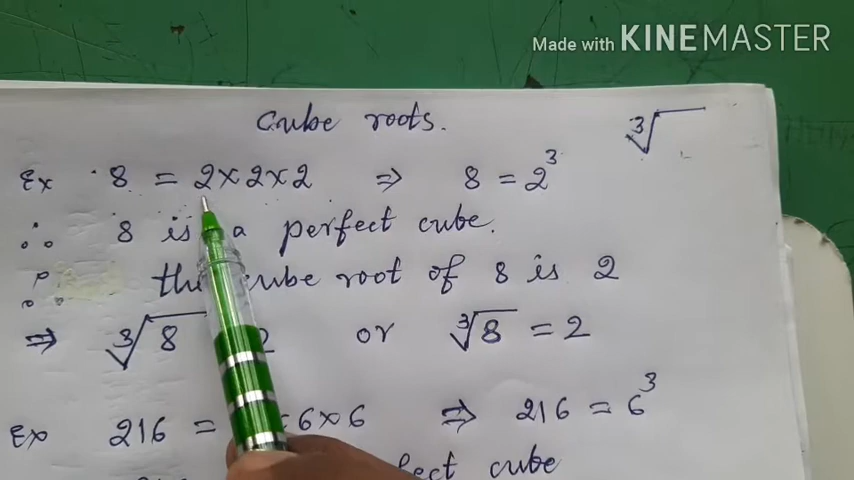 Made with KINEMASTER
Cube roots. ∛
Ex 8 = 2×2×2 ⇒ 8 = 2³
∴ 8 is a perfect cube.
∴ the cube root of 8 is 2
⇒ ∛8 2 or ∛8 = 2
Ex 216 = ×6×6 ⇒ 216 = 6³
cube